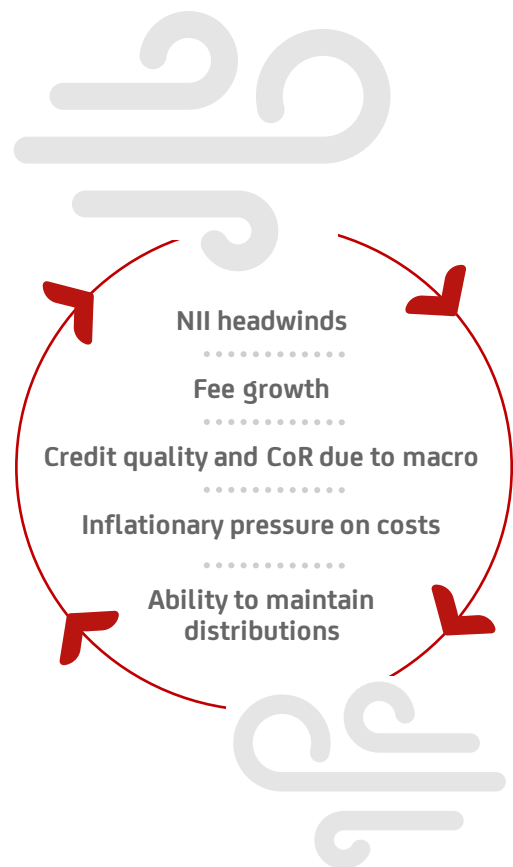 NII headwinds
Fee growth
Credit quality and CoR due to macro
Inflationary pressure on costs
Ability to maintain
distributions